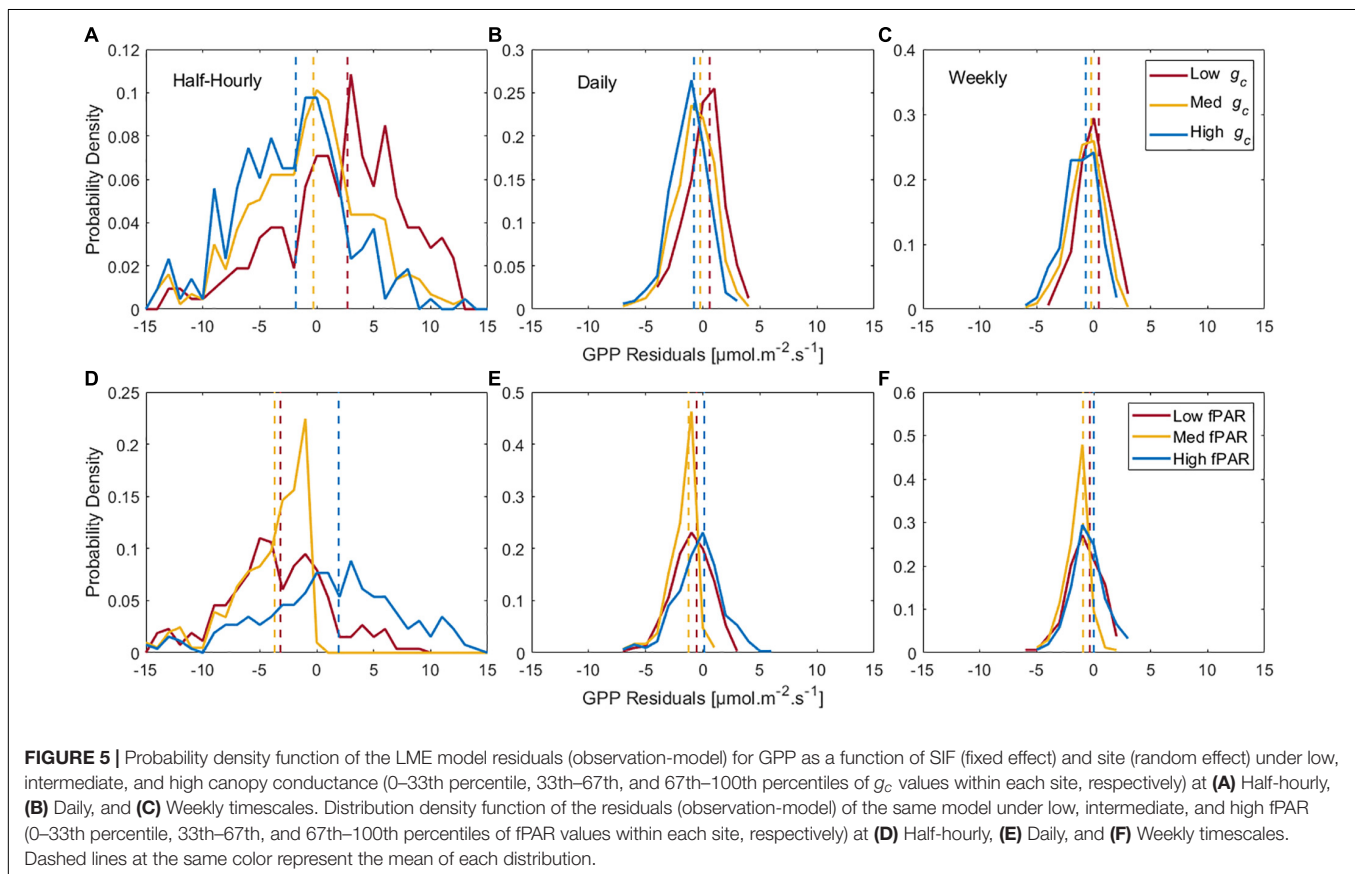 A
B
C
0.12
0.1
0.08
0.06
0.04
0.02
0
Half-Hourly
-15 -10 -5 0 5 10 15
Probability Density
0.3
0.25
0.2
0.15
0.1
0.05
0
Daily
-15 -10 -5 0 5 10 15
GPP Residuals [µmol.m-2.s-1]
0.4
0.3
0.2
0.1
0
Weekly
Low gc
Med gc
High gc
-15 -10 -5 0 5 10 15
D
E
F
0.25
0.2
0.15
0.1
0.05
0
-15 -10 -5 0 5 10 15
Probability Density
0.5
0.4
0.3
0.2
0.1
0
-15 -10 -5 0 5 10 15
GPP Residuals [µmol.m-2.s-1]
0.6
0.5
0.4
0.3
0.2
0.1
0
Low fPAR
Med fPAR
High fPAR
-15 -10 -5 0 5 10 15
FIGURE 5 | Probability density function of the LME model residuals (observation-model) for GPP as a function of SIF (fixed effect) and site (random effect) under low,
intermediate, and high canopy conductance (0–33th percentile, 33th–67th, and 67th–100th percentiles of gc values within each site, respectively) at (A) Half-hourly,
(B) Daily, and (C) Weekly timescales. Distribution density function of the residuals (observation-model) of the same model under low, intermediate, and high fPAR
(0–33th percentile, 33th–67th, and 67th–100th percentiles of fPAR values within each site, respectively) at (D) Half-hourly, (E) Daily, and (F) Weekly timescales.
Dashed lines at the same color represent the mean of each distribution.